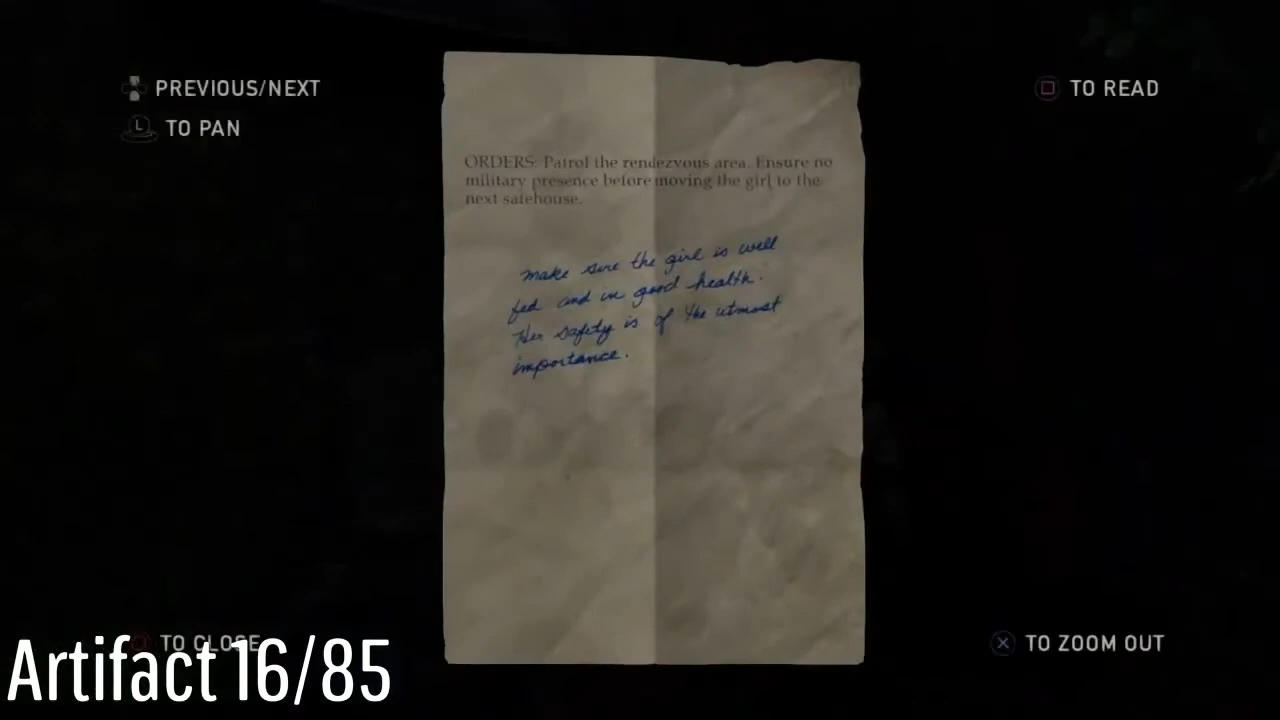 PREVIOUS/NEXT
TO PAN
TO READ
ORDERS: Patrol the rendezvous area. Ensure no
military presence before moving the girl to the
next safehouse.
make sure the girl is well
fed and in good health.
Her safety is of the utmost
importance.
TO CLOSE
TO ZOOM OUT
Artifact 16/85